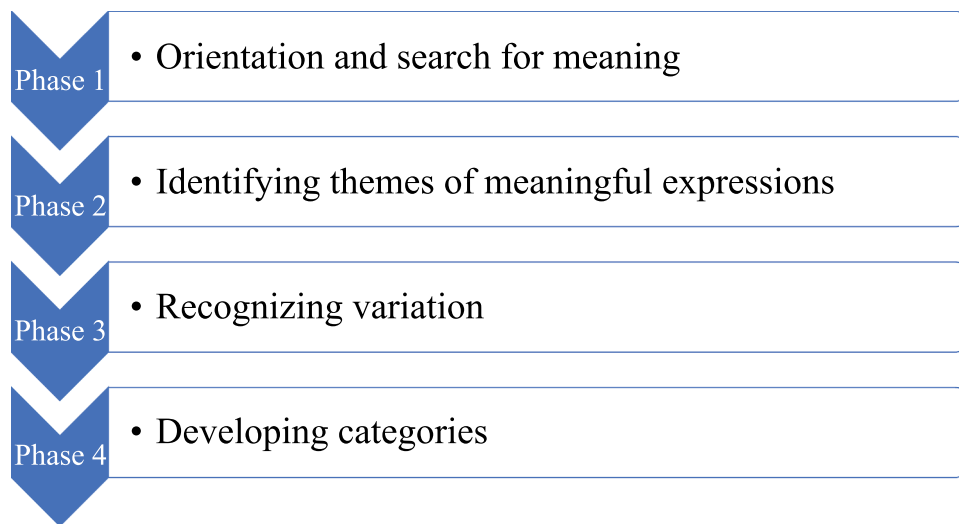 Phase 1
• Orientation and search for meaning
Phase 2
• Identifying themes of meaningful expressions
Phase 3
• Recognizing variation
Phase 4
• Developing categories